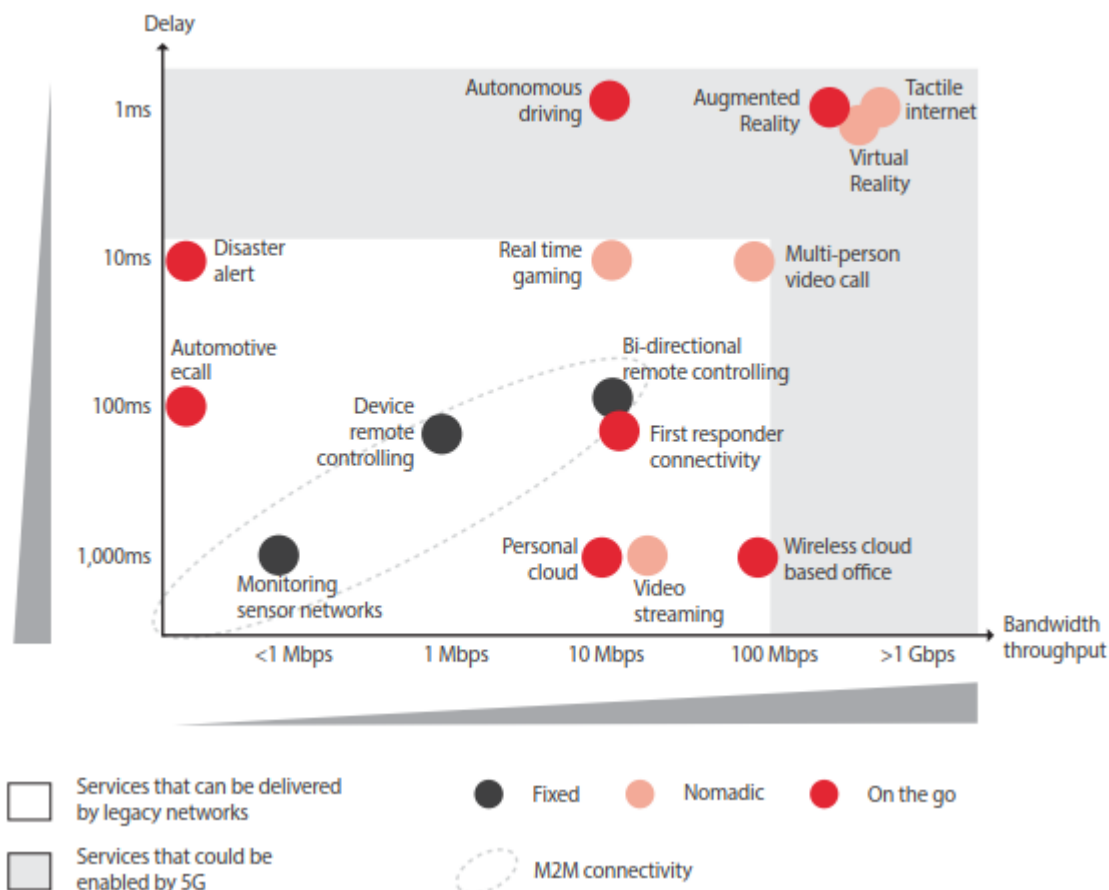 Delay
1ms
Autonomous
driving
Augmented
Reality
Tactile
internet
Virtual
Reality
10ms
Disaster
alert
Real time
gaming
Multi-person
video call
Automotive
ecall
Bi-directional
remote controlling
100ms
Device
remote
controlling
First responder
connectivity
1,000ms
Monitoring
sensor networks
Personal
cloud
Video
streaming
Wireless cloud
based office
Bandwidth
throughput
<1 Mbps
1 Mbps
10 Mbps
100 Mbps
>1 Gbps
Services that can be delivered
by legacy networks
Fixed
Nomadic
On the go
Services that could be
enabled by 5G
M2M connectivity